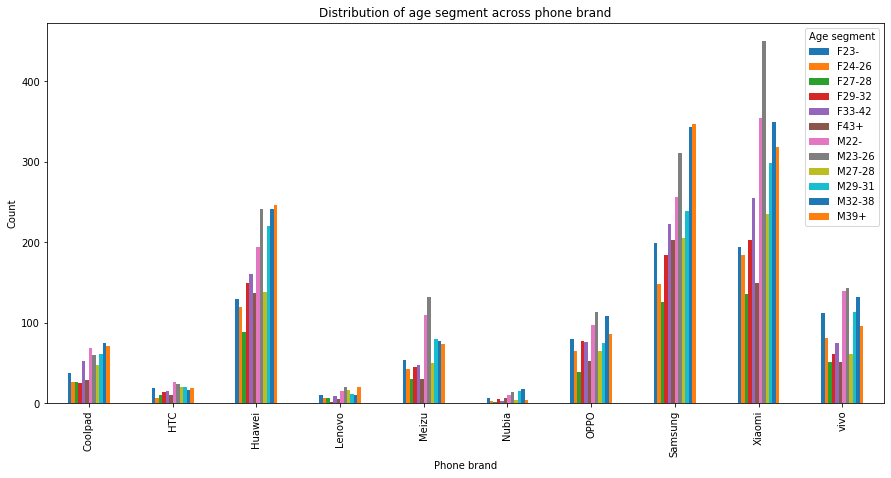 Distribution of age segment across phone brand
Age segment
F23-
F24-26
F27-28
F29-32
F33-42
F43+
M22-
M23-26
M27-28
M29-31
M32-38
M39+
Count
400
300
200
100
0
Coolpad
HTC
Huawei
Lenovo
Meizu
Nubia
OPPO
Samsung
Xiaomi
vivo
Phone brand